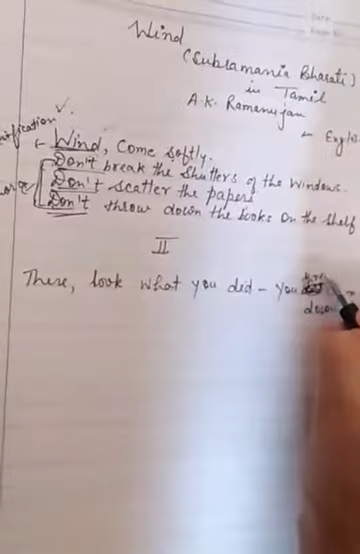 Wind
(Subramania Bharati)
in Tamil
A.K. Ramanujan
Wind, Come softly.
Don't break the shutters of the windows.
Don't scatter the papers
Don't throw down the books on the shelf
II
There, look what you did - you
down